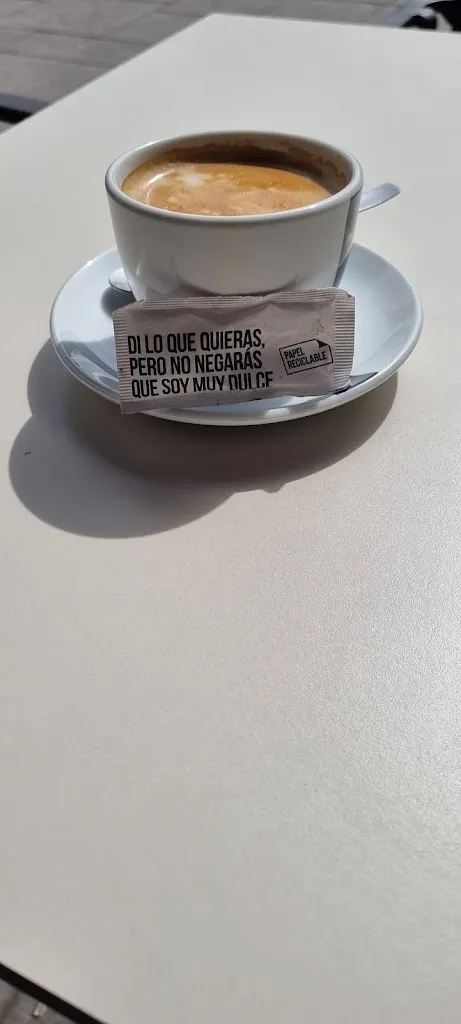 DI LO QUE QUIERAS,
PERO NO NEGARÁS
QUE SOY MUY DULCE
PAPEL
RECICLABLE